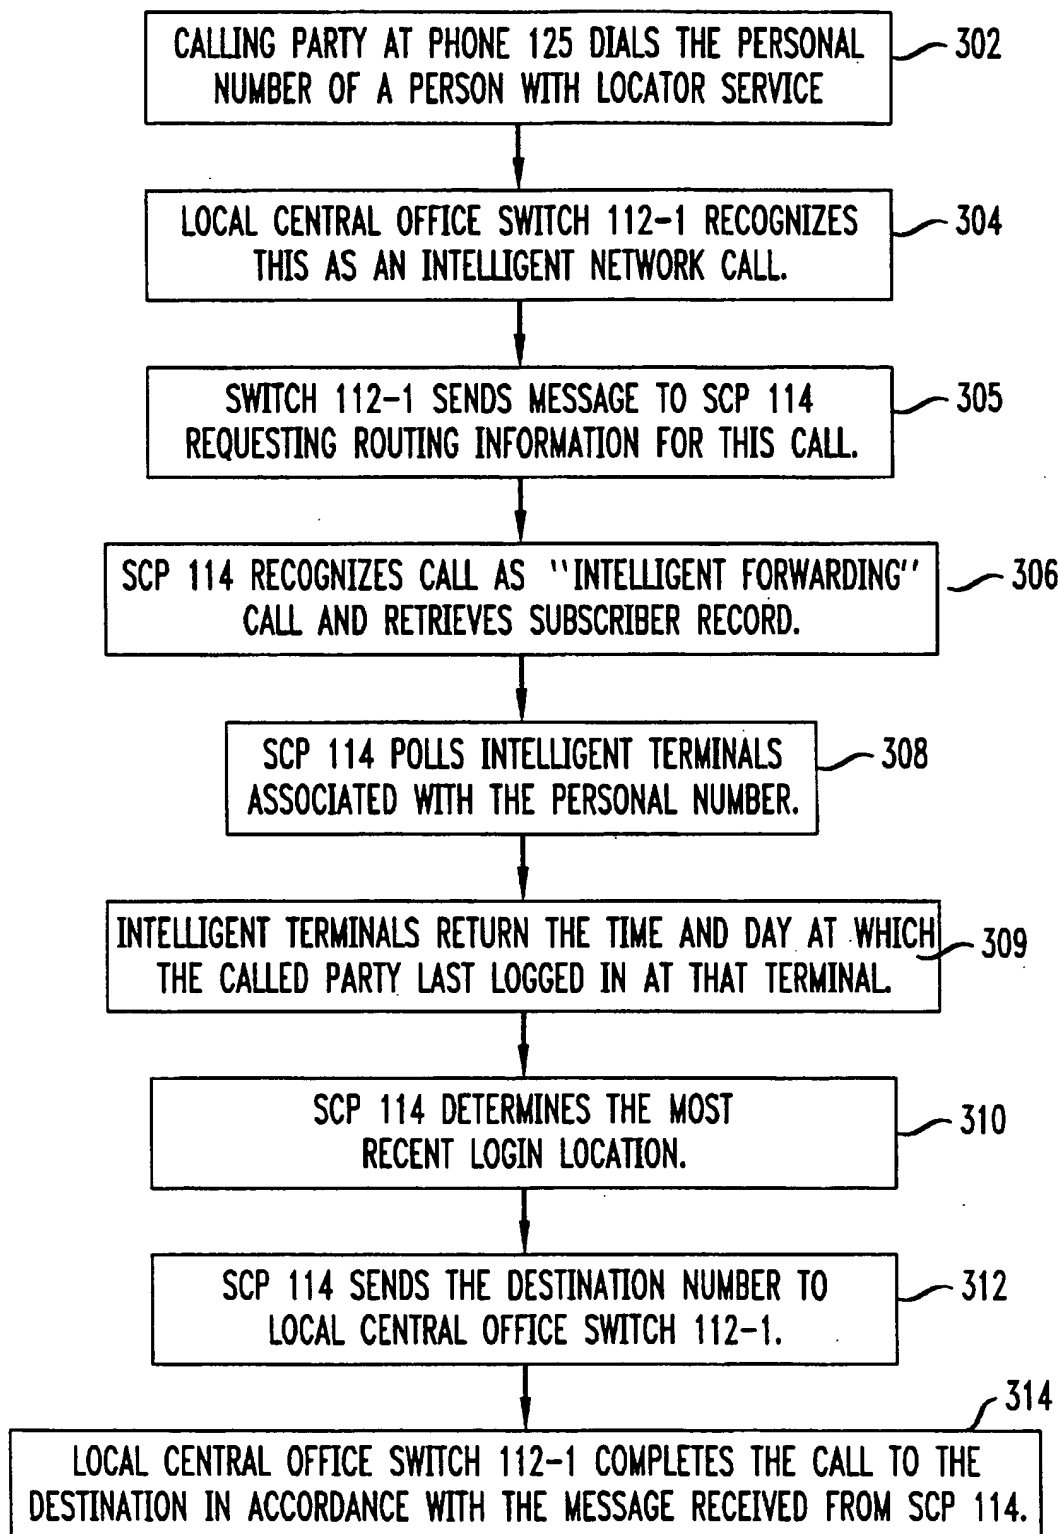 CALLING PARTY AT PHONE 125 DIALS THE PERSONAL
NUMBER OF A PERSON WITH LOCATOR SERVICE
302
LOCAL CENTRAL OFFICE SWITCH 112-1 RECOGNIZES
THIS AS AN INTELLIGENT NETWORK CALL.
304
SWITCH 112-1 SENDS MESSAGE TO SCP 114
REQUESTING ROUTING INFORMATION FOR THIS CALL.
305
SCP 114 RECOGNIZES CALL AS "INTELLIGENT FORWARDING"
CALL AND RETRIEVES SUBSCRIBER RECORD.
306
SCP 114 POLLS INTELLIGENT TERMINALS
ASSOCIATED WITH THE PERSONAL NUMBER.
308
INTELLIGENT TERMINALS RETURN THE TIME AND DAY AT WHICH
THE CALLED PARTY LAST LOGGED IN AT THAT TERMINAL.
309
SCP 114 DETERMINES THE MOST
RECENT LOGIN LOCATION.
310
SCP 114 SENDS THE DESTINATION NUMBER TO
LOCAL CENTRAL OFFICE SWITCH 112-1.
312
314
LOCAL CENTRAL OFFICE SWITCH 112-1 COMPLETES THE CALL TO THE
DESTINATION IN ACCORDANCE WITH THE MESSAGE RECEIVED FROM SCP 114.